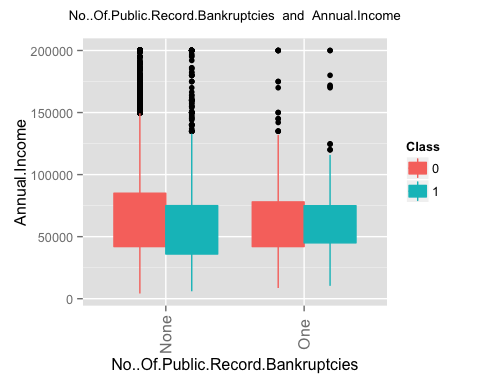 No..Of.Public.Record.Bankruptcies and Annual.Income
200000
150000
100000
50000
0
Annual.Income
None
One
No..Of.Public.Record.Bankruptcies
Class
0
1